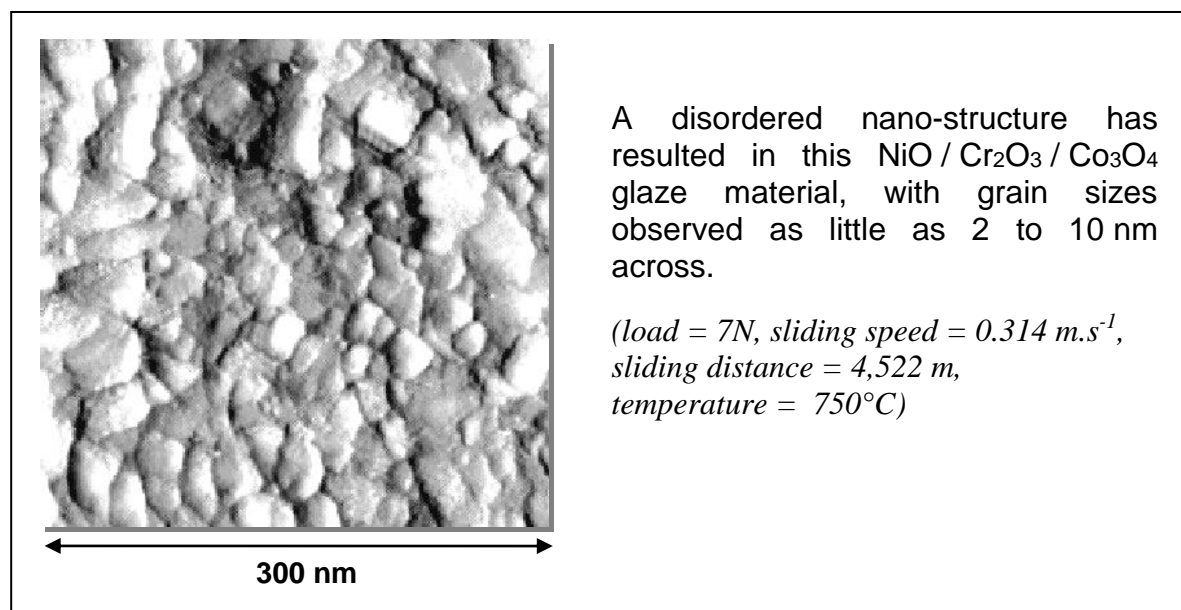 A disordered nano-structure has
resulted in this NiO / Cr₂O₃ / Co₃O₄
glaze material, with grain sizes
observed as little as 2 to 10 nm
across.
(load = 7N, sliding speed = 0.314 m.s⁻¹,
sliding distance = 4,522 m,
temperature = 750°C)
300 nm